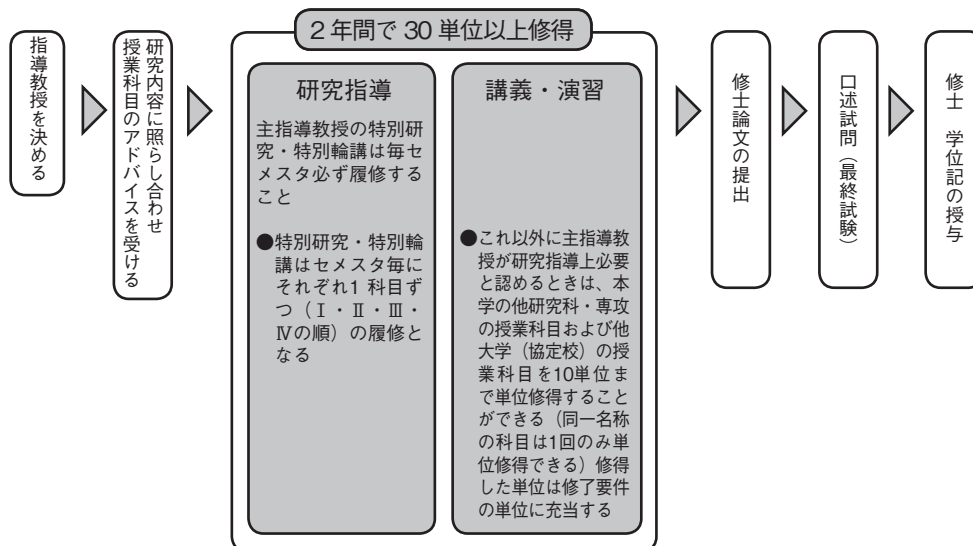 指導教授を決める
研究内容に照らし合わせ
授業科目のアドバイスを受ける
2年間で30単位以上修得
研究指導
主指導教授の特別研
究・特別輪講は毎セ
メスタ必ず履修する
こと
●特別研究・特別輪
講はセメスタ毎に
それぞれ1 科目ず
つ（Ⅰ・Ⅱ・Ⅲ・
Ⅳの順）の履修と
なる
講義・演習
●これ以外に主指導教
授が研究指導上必要
と認めるときは、本
学の他研究科・専攻
の授業科目および他
大学（協定校）の授
業科目を10単位ま
で単位修得すること
ができる（同一名称
の科目は1回のみ単
位修得できる）修得
した単位は修了要件
の単位に充当する
修士論文の提出
口述試問（最終試験）
修士　学位記の授与